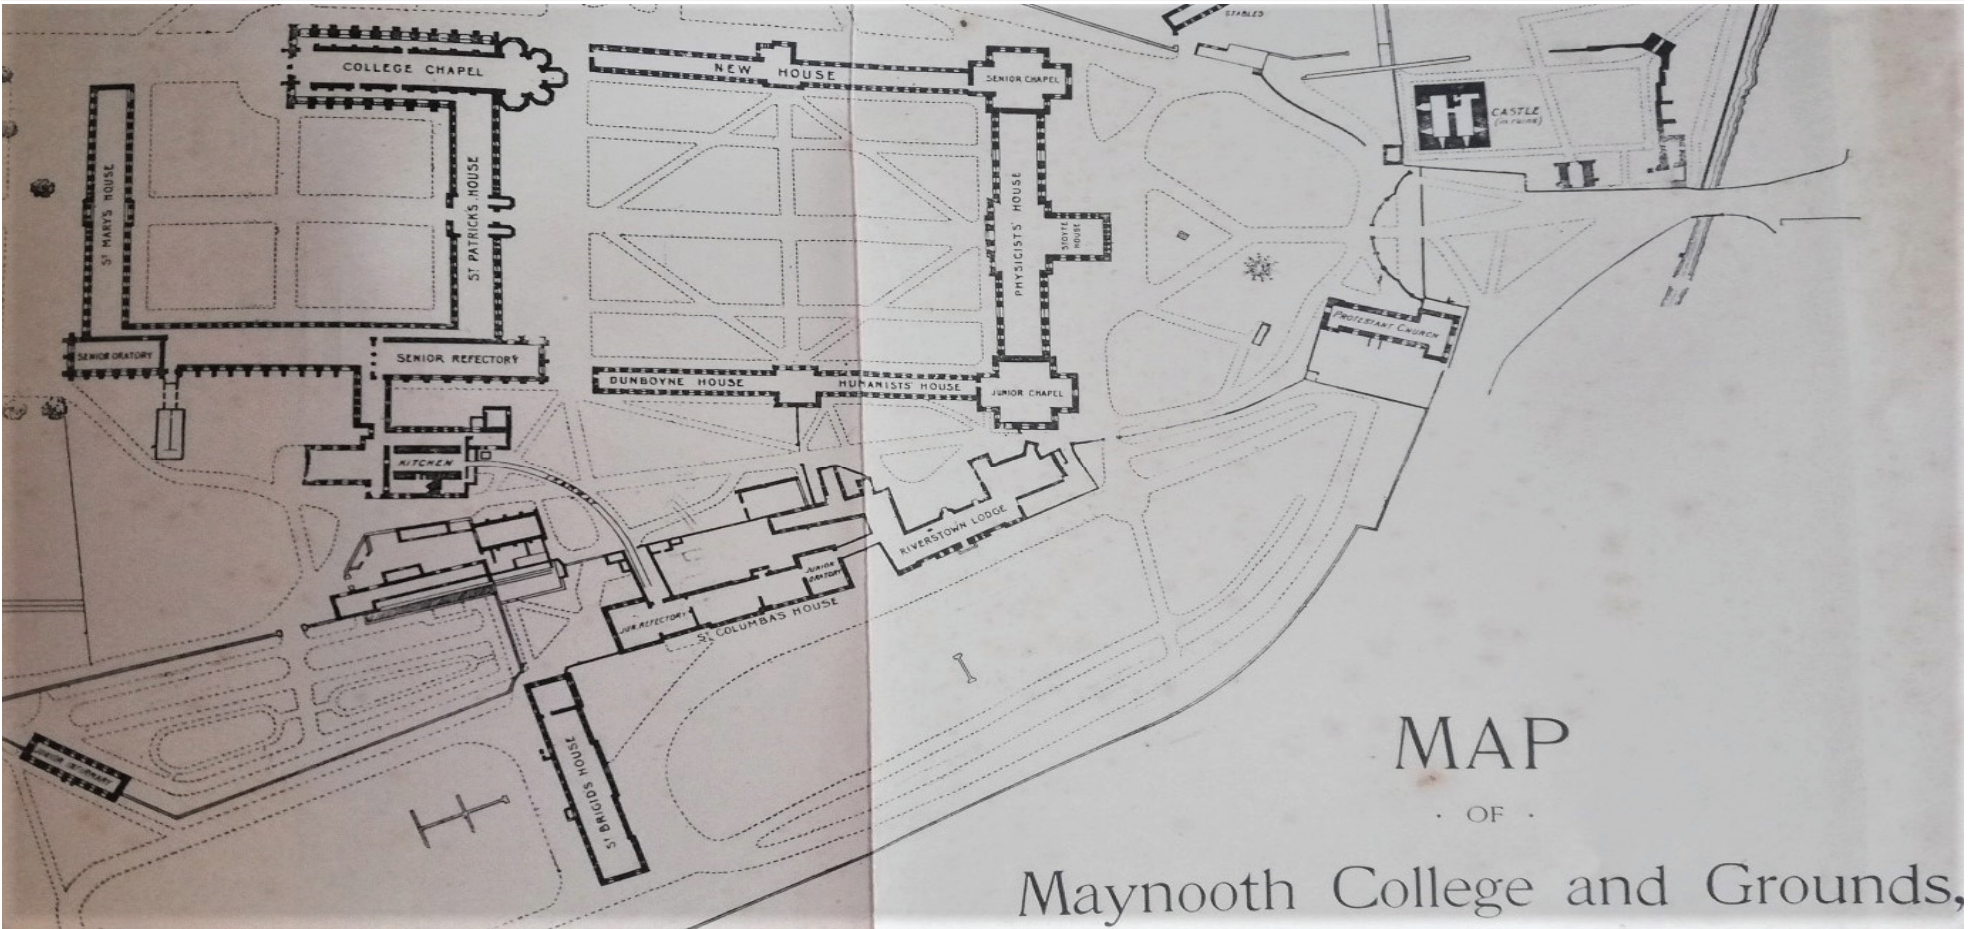 STABLES
COLLEGE CHAPEL
NEW HOUSE
SENIOR CHAPEL
CASTLE
(IN RUINS)
ST MARYS HOUSE
ST PATRICKS HOUSE
PHYSICISTS' HOUSE
STOYTE
HOUSE
PROTESTANT CHURCH
SENIOR ORATORY
SENIOR REFECTORY
DUNBOYNE HOUSE
HUMANISTS' HOUSE
JUNIOR CHAPEL
KITCHEN
RIVERSTOWN LODGE
JUNIOR
ORATORY
JUN. REFECTORY
ST COLUMBAS HOUSE
ST BRIGIDS HOUSE
JUNIOR INFIRMARY
MAP
· OF ·
Maynooth College and Grounds,